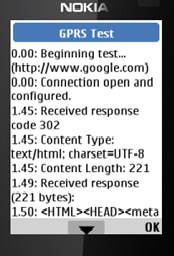 NOKIA
GPRS Test
0.00: Beginning test...
(http://www.google.com)
0.00: Connection open and
configured.
1.45: Received response
code 302
1.45: Content Type:
text/html; charset=UTF-8
1.45: Content Length: 221
1.49: Received response
(221 bytes):
1.50: <HTML><HEAD><meta
OK